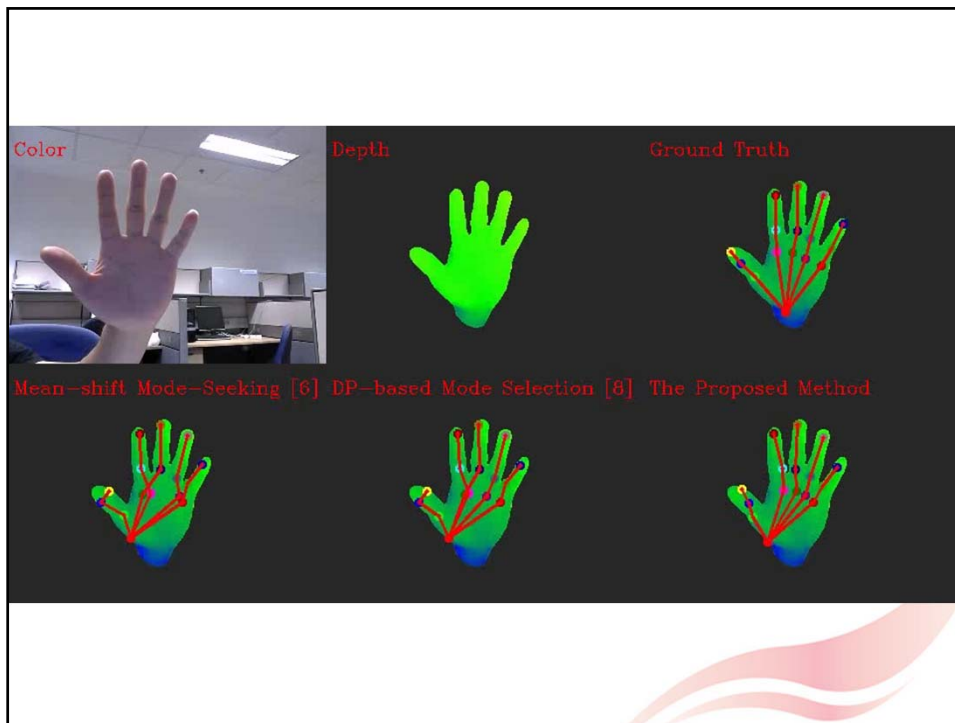 Color
Depth
Ground Truth
Mean-shift Mode-Seeking [6]
DP-based Mode Selection [8]
The Proposed Method